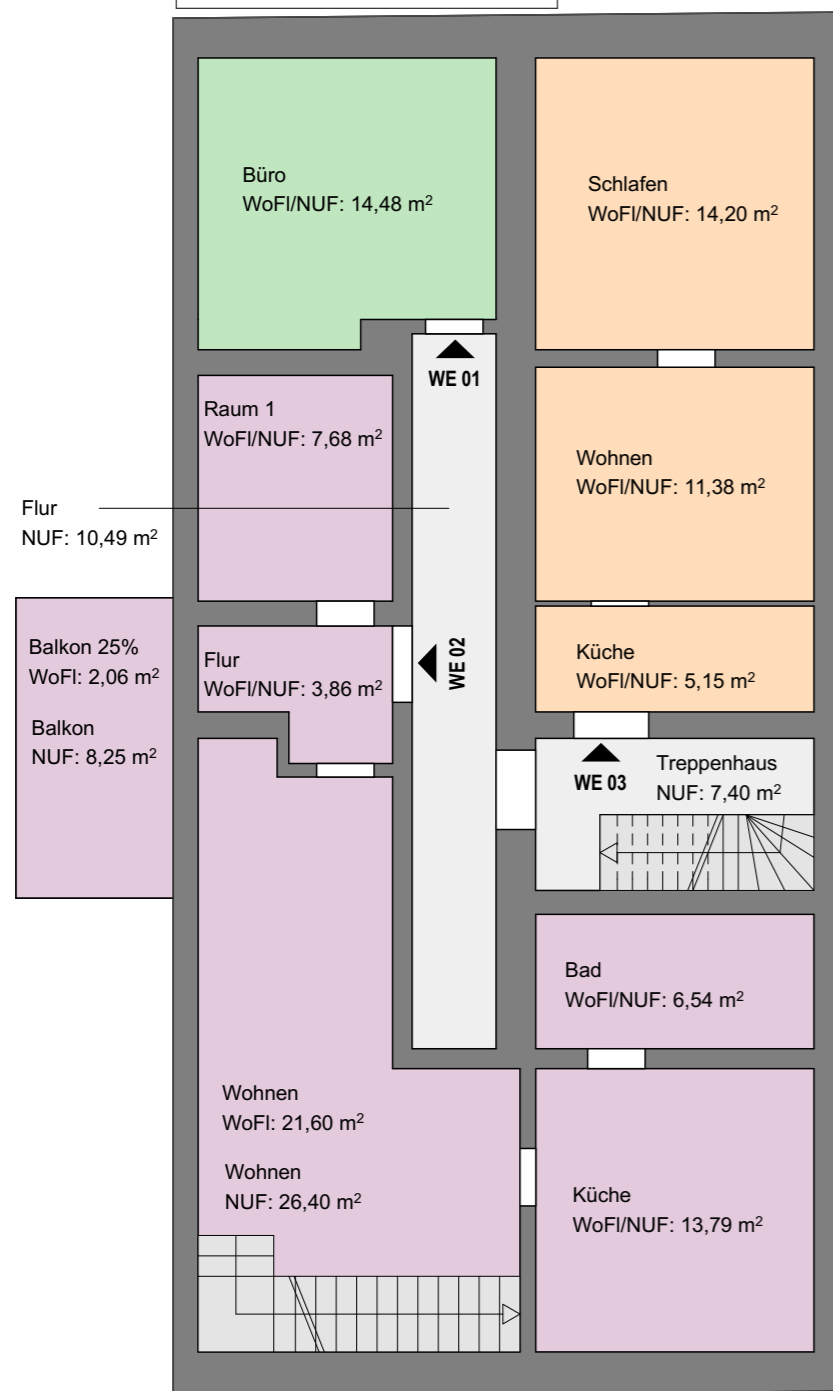 Büro
WoFl/NUF: 14,48 m²
Schlafen
WoFl/NUF: 14,20 m²
WE 01
Raum 1
WoFl/NUF: 7,68 m²
Wohnen
WoFl/NUF: 11,38 m²
Flur
NUF: 10,49 m²
Balkon 25%
WoFl: 2,06 m²
Balkon
NUF: 8,25 m²
Flur
WoFl/NUF: 3,86 m²
WE 02
Küche
WoFl/NUF: 5,15 m²
WE 03
Treppenhaus
NUF: 7,40 m²
Bad
WoFl/NUF: 6,54 m²
Wohnen
WoFl: 21,60 m²
Wohnen
NUF: 26,40 m²
Küche
WoFl/NUF: 13,79 m²